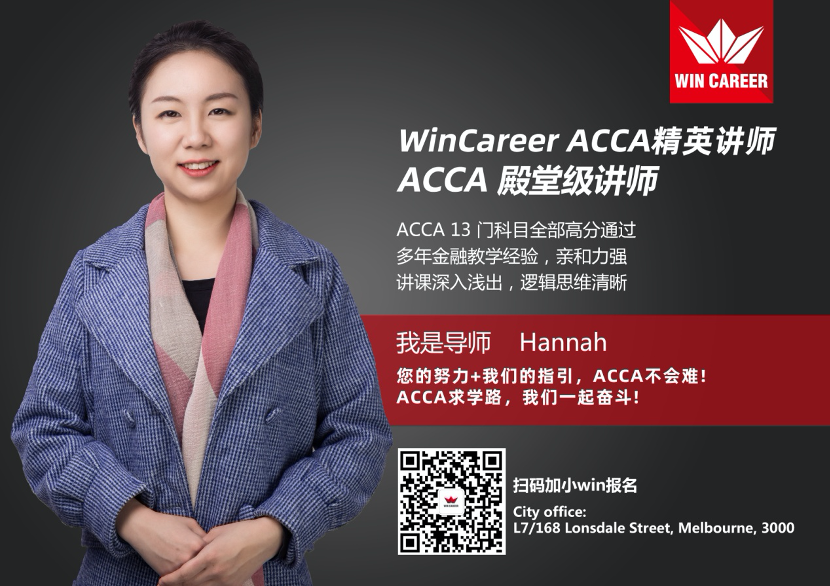 WIN CAREER
WinCareer ACCA精英讲师
ACCA 殿堂级讲师
ACCA 13 门科目全部高分通过
多年金融教学经验，亲和力强
讲课深入浅出，逻辑思维清晰
我是导师 Hannah
您的努力+我们的指引，ACCA不会难!
ACCA求学路，我们一起奋斗!
WIN CAREER
扫码加小win报名
City office:
L7/168 Lonsdale Street, Melbourne, 3000